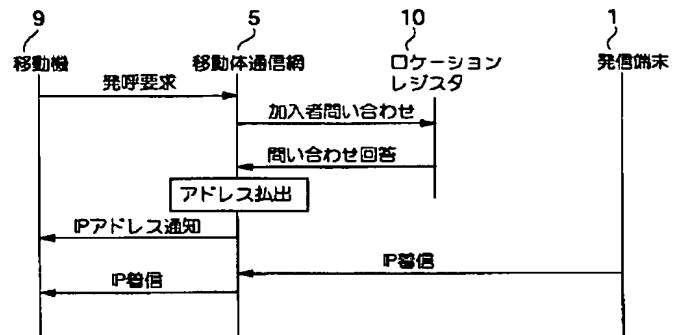 9
5
10
1
移動機
移動体通信網
ロケーション
レジスタ
発信端末
発呼要求
加入者問い合わせ
問い合わせ回答
アドレス払出
IPアドレス通知
IP着信
IP着信